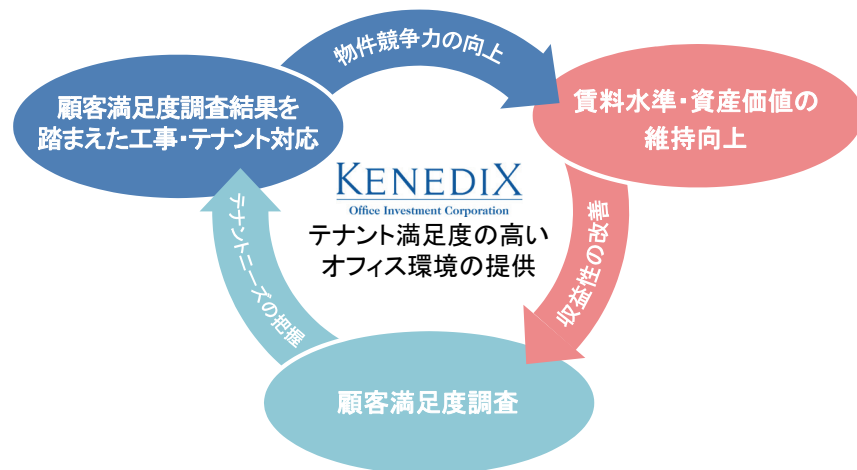 物件競争力の向上
顧客満足度調査結果を
踏まえた工事・テナント対応
賃料水準・資産価値の
維持向上
KENEDIX
Office Investment Corporation
テナント満足度の高い
オフィス環境の提供
テナントニーズの把握
収益性の改善
顧客満足度調査